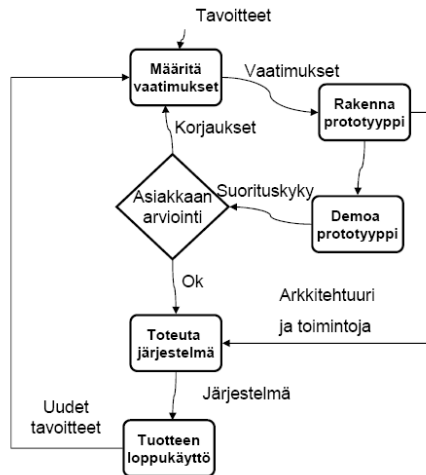 Tavoitteet
Määritä
vaatimukset
Vaatimukset
Rakenna
prototyyppi
Korjaukset
Asiakkaan
arviointi
Suorituskyky
Demoa
prototyyppi
Ok
Arkkitehtuuri
ja toimintoja
Toteuta
järjestelmä
Järjestelmä
Uudet
tavoitteet
Tuotteen
loppukäyttö